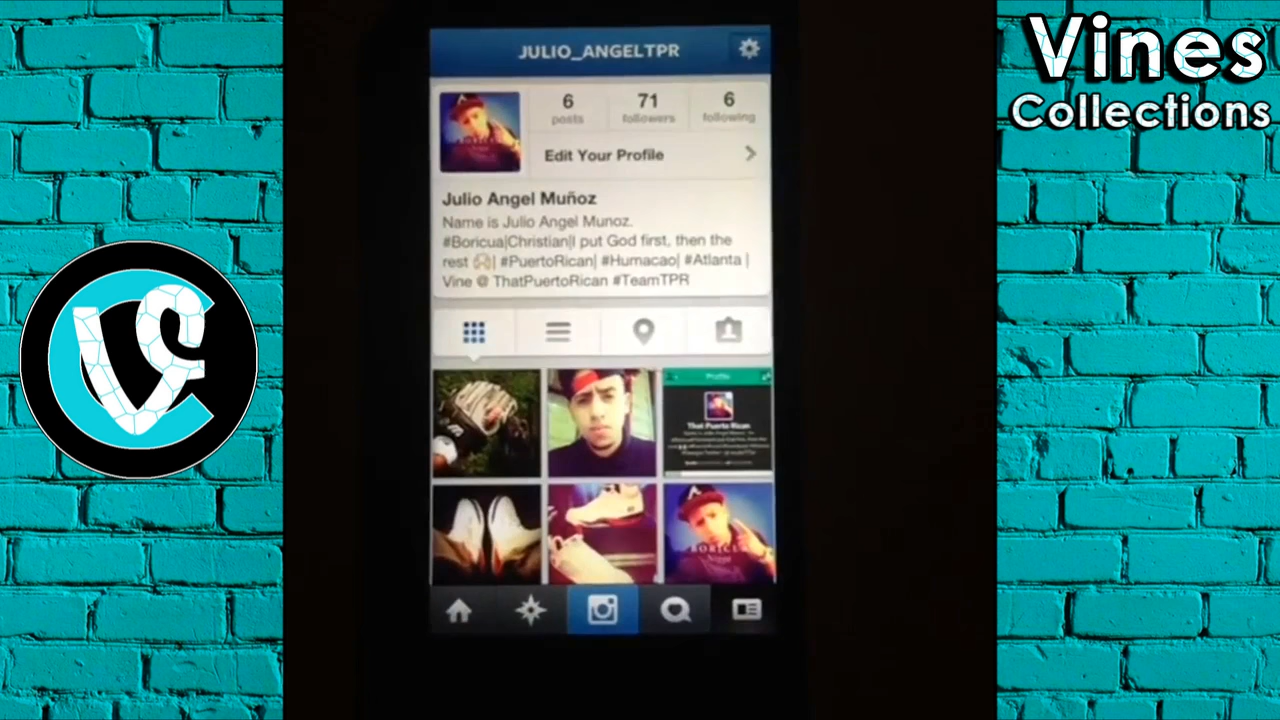 Vines
Collections
JULIO_ANGELTPR
6
71
6
posts
followers
following
Edit Your Profile
Julio Angel Muñoz
Name is Julio Angel Munoz.
#Boricua|Christian|I put God first, then the
rest 🙌| #PuertoRican| #Humacao| #Atlanta |
Vine @ ThatPuertoRican #TeamTPR
Profile
That Puerto Rican
BORICUA
VC